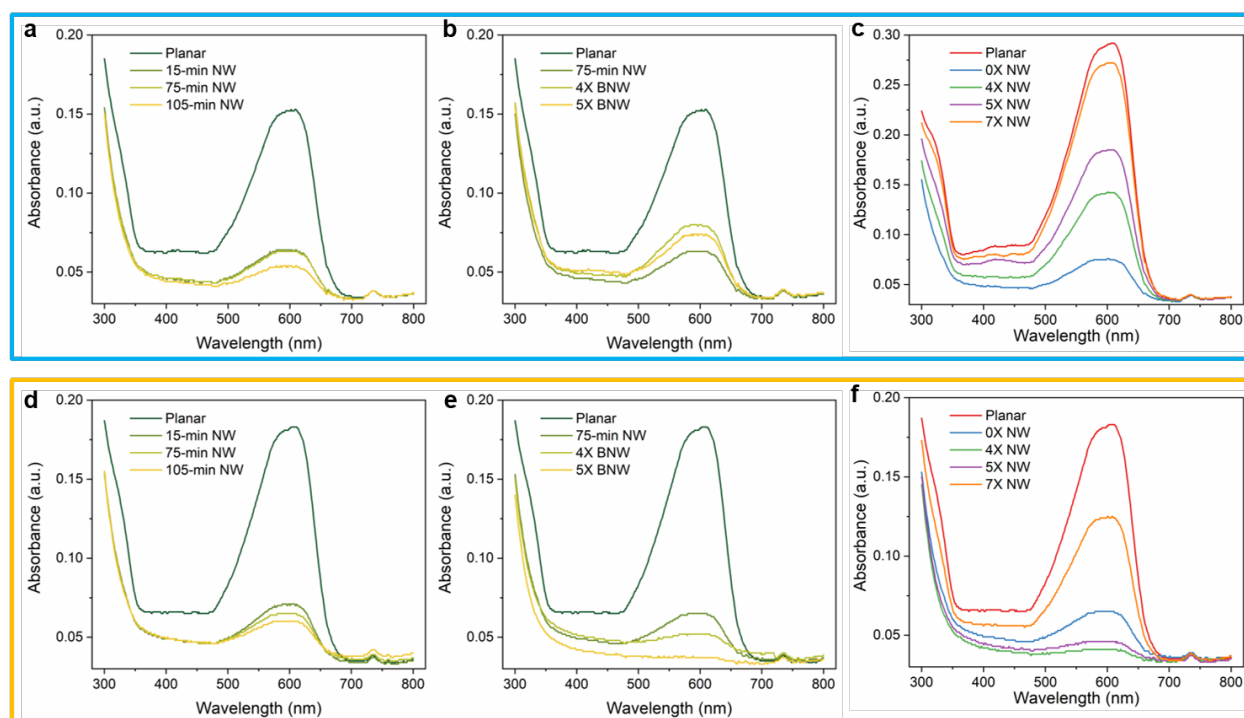 a
0.20
0.15
0.10
0.05
Absorbance (a.u.)
Planar
15-min NW
75-min NW
105-min NW
300 400 500 600 700 800
Wavelength (nm)
b
0.20
0.15
0.10
0.05
Absorbance (a.u.)
Planar
75-min NW
4X BNW
5X BNW
300 400 500 600 700 800
Wavelength (nm)
c
0.30
0.25
0.20
0.15
0.10
0.05
Absorbance (a.u.)
Planar
0X NW
4X NW
5X NW
7X NW
300 400 500 600 700 800
Wavelength (nm)
d
0.20
0.15
0.10
0.05
Absorbance (a.u.)
Planar
15-min NW
75-min NW
105-min NW
300 400 500 600 700 800
Wavelength (nm)
e
0.20
0.15
0.10
0.05
Absorbance (a.u.)
Planar
75-min NW
4X BNW
5X BNW
300 400 500 600 700 800
Wavelength (nm)
f
0.20
0.15
0.10
0.05
Absorbance (a.u.)
Planar
0X NW
4X NW
5X NW
7X NW
300 400 500 600 700 800
Wavelength (nm)